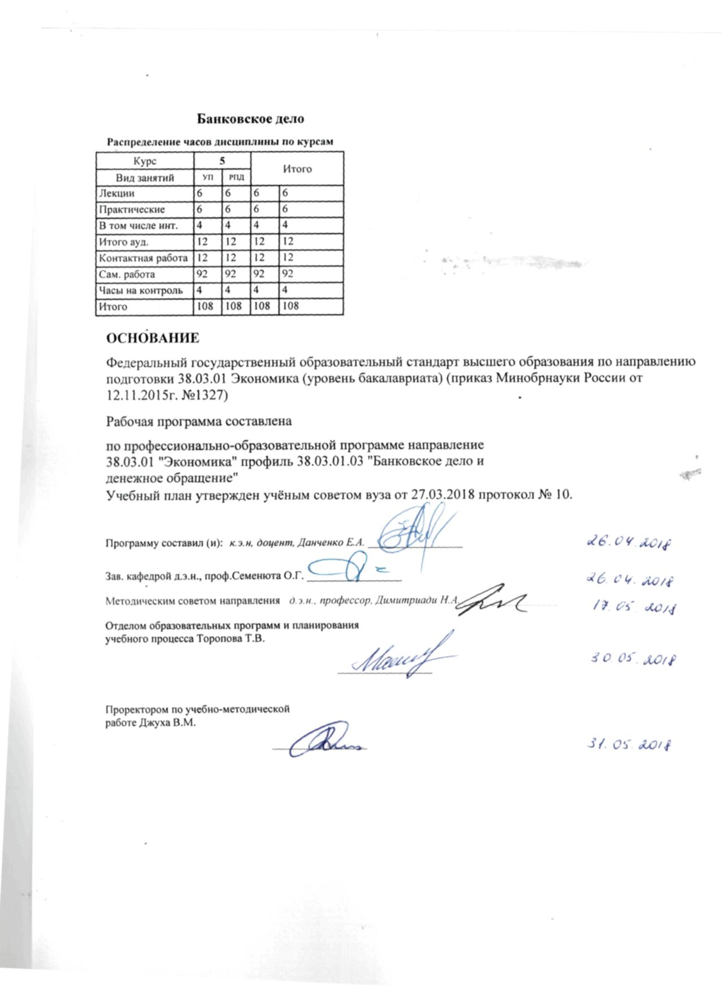 Банковское дело
Распределение часов дисциплины по курсам
Курс 5 Итого
Вид занятий УП РПД
Лекции 6 6 6 6
Практические 6 6 6 6
В том числе инт. 4 4 4 4
Итого ауд. 12 12 12 12
Контактная работа 12 12 12 12
Сам. работа 92 92 92 92
Часы на контроль 4 4 4 4
Итого 108 108 108 108
ОСНОВАНИЕ
Федеральный государственный образовательный стандарт высшего образования по направлению
подготовки 38.03.01 Экономика (уровень бакалавриата) (приказ Минобрнауки России от
12.11.2015г. №1327)
Рабочая программа составлена
по профессионально-образовательной программе направление
38.03.01 "Экономика" профиль 38.03.01.03 "Банковское дело и
денежное обращение"
Учебный план утвержден учёным советом вуза от 27.03.2018 протокол № 10.
Программу составил (и): к.э.н, доцент, Данченко Е.А. 26.04.2018
Зав. кафедрой д.э.н., проф.Семенюта О.Г. 26.04.2018
Методическим советом направления д.э.н., профессор, Димитриади Н.А. 17.05.2018
Отделом образовательных программ и планирования
учебного процесса Торопова Т.В.
30.05.2018
Проректором по учебно-методической
работе Джуха В.М.
31.05.2018